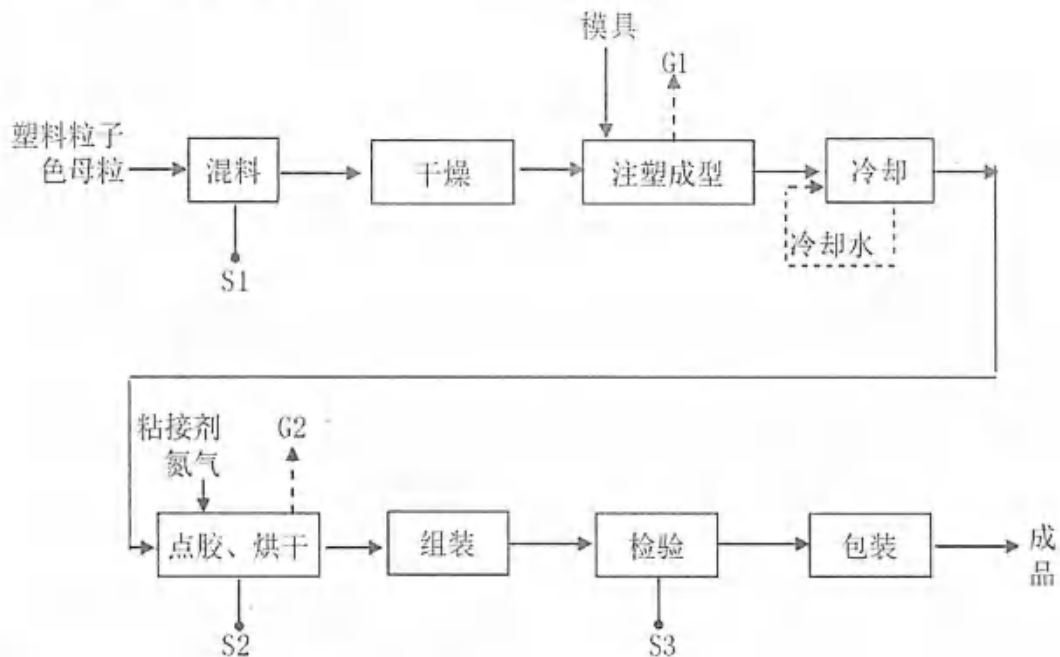 模具
G1
塑料粒子
色母粒
混料
干燥
注塑成型
冷却
冷却水
S1
粘接剂
氮气
G2
点胶、烘干
组装
检验
包装
成
品
S2
S3